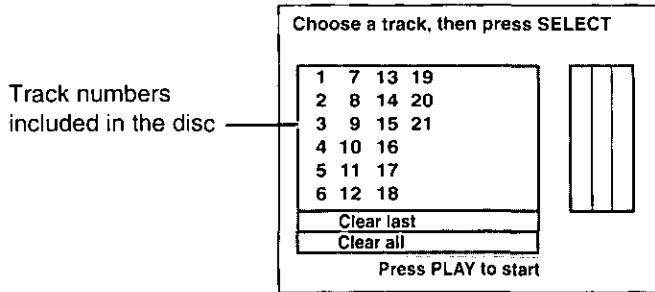 Choose a track, then press SELECT
Track numbers
included in the disc
1 7 13 19
2 8 14 20
3 9 15 21
4 10 16
5 11 17
6 12 18
Clear last
Clear all
Press PLAY to start